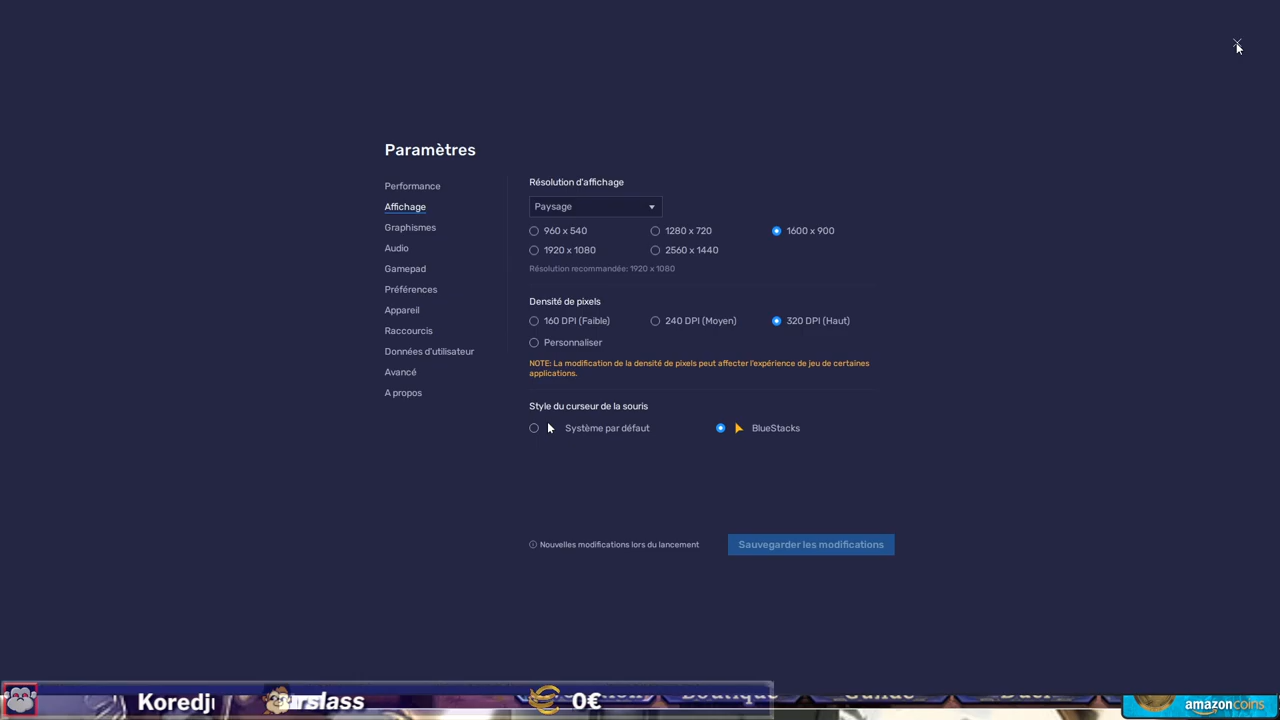 Paramètres
Performance
Affichage
Graphismes
Audio
Gamepad
Préférences
Appareil
Raccourcis
Données d'utilisateur
Avancé
A propos
Résolution d'affichage
Paysage
960 x 540
1280 x 720
1600 x 900
1920 x 1080
2560 x 1440
Résolution recommandée: 1920 x 1080
Densité de pixels
160 DPI (Faible)
240 DPI (Moyen)
320 DPI (Haut)
Personnaliser
NOTE: La modification de la densité de pixels peut affecter l'expérience de jeu de certaines
applications.
Style du curseur de la souris
Système par défaut
BlueStacks
Nouvelles modifications lors du lancement
Sauvegarder les modifications
0€
Boutique
Guilde
Duel
amazoncoins